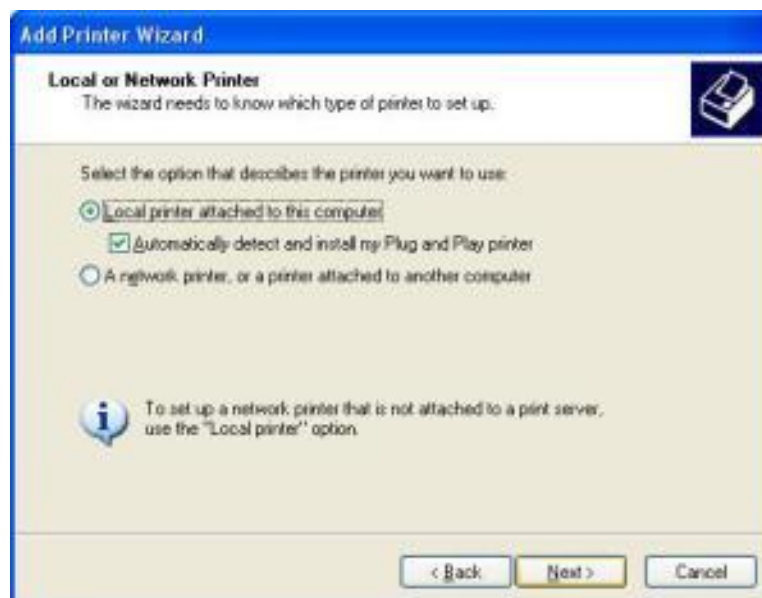 Add Printer Wizard
Local or Network Printer
The wizard needs to know which type of printer to set up.
Select the option that describes the printer you want to use:
Local printer attached to this computer
Automatically detect and install my Plug and Play printer
A network printer, or a printer attached to another computer
To set up a network printer that is not attached to a print server,
use the "Local printer" option.
< Back Next > Cancel